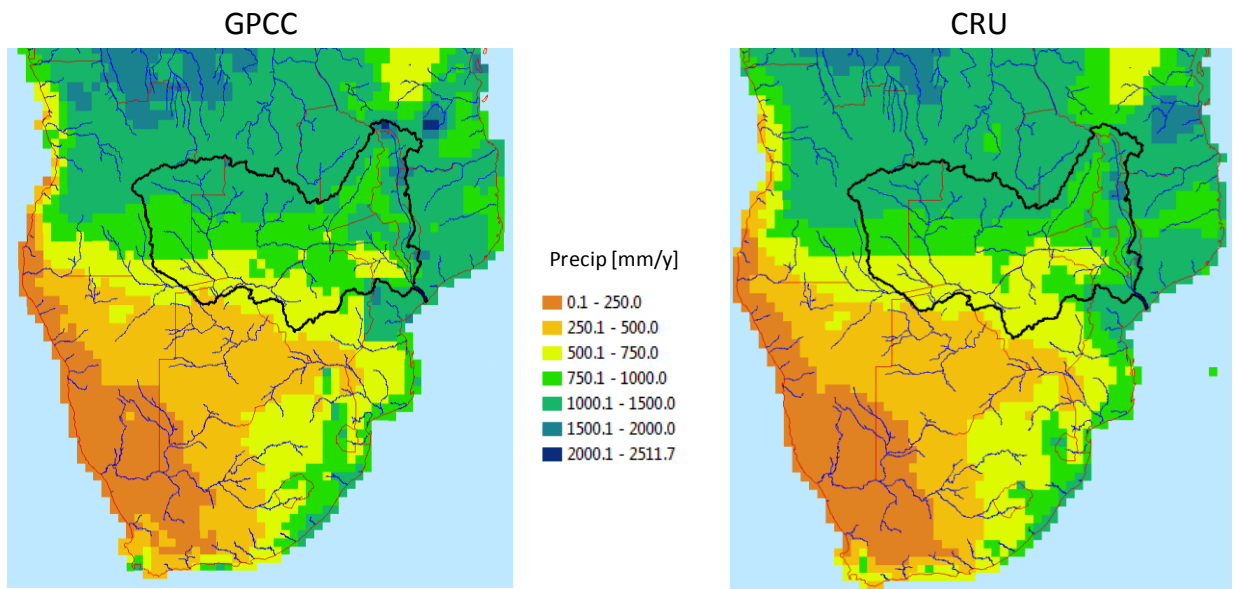 GPCC
CRU
Precip [mm/y]
0.1 - 250.0
250.1 - 500.0
500.1 - 750.0
750.1 - 1000.0
1000.1 - 1500.0
1500.1 - 2000.0
2000.1 - 2511.7